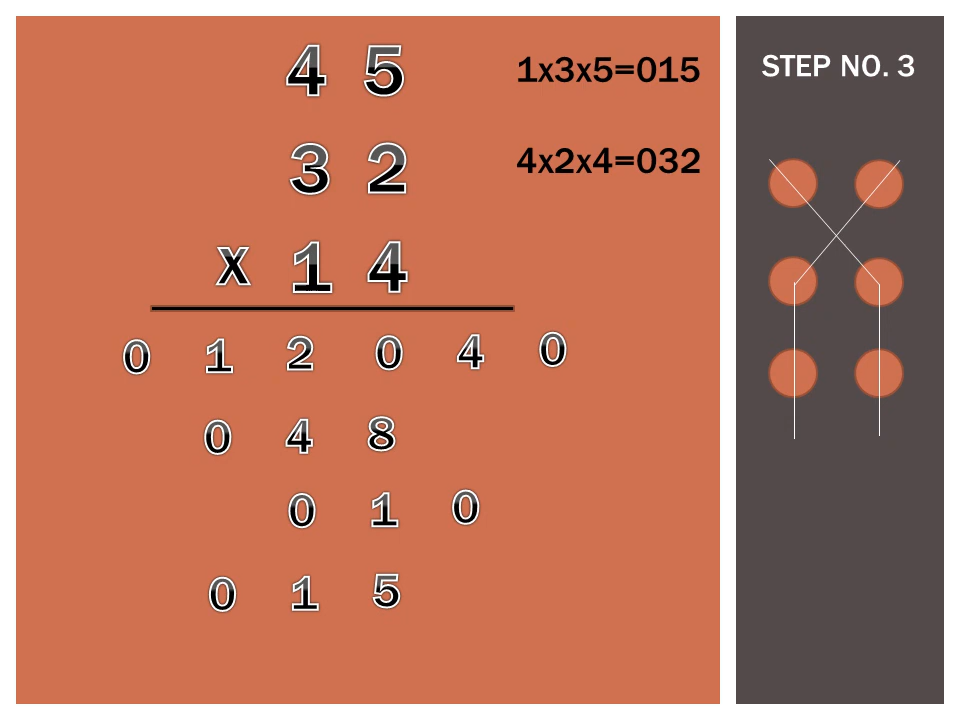 4 5
1x3x5=015
3 2
4x2x4=032
X 1 4
0 1 2 0 4 0
0 4 8
0 1 0
0 1 5
STEP NO. 3